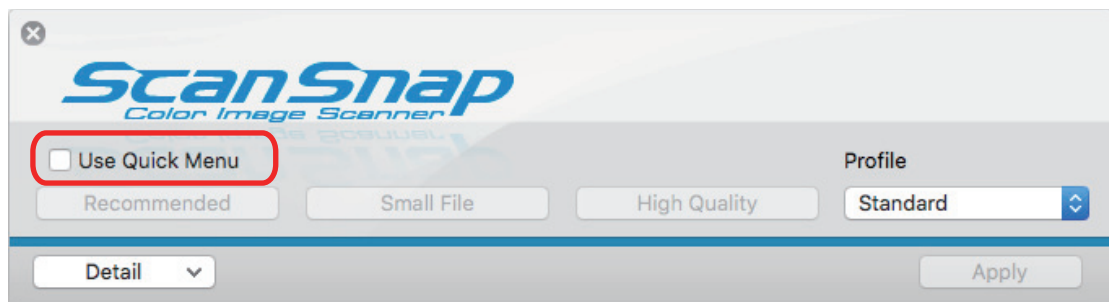 ScanSnap
Color Image Scanner
Use Quick Menu
Profile
Recommended Small File High Quality Standard
Detail Apply